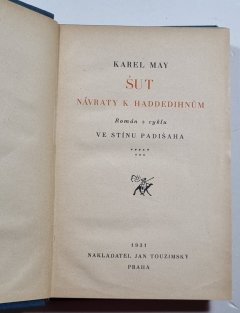 KAREL MAY
ŠUT
NÁVRATY K HADDEDIHNŮM
Román z cyklu
VE STÍNU PADIŠAHA
1931
NAKLADATEL JAN TOUŽIMSKÝ
PRAHA